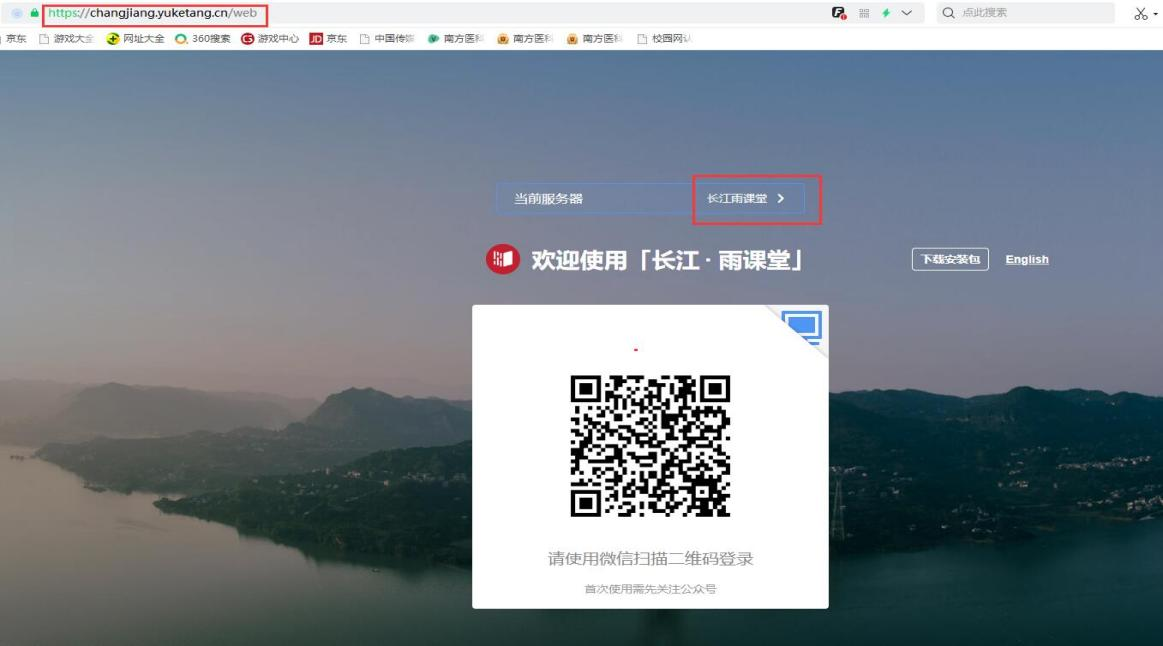 https://changjiang.yuketang.cn/web
点此搜索
京东 游戏大全 网址大全 360搜索 游戏中心 JD 京东 中国传 南方医科 南方医科 南方医科 校园网认
当前服务器 长江雨课堂 >
欢迎使用「长江·雨课堂」 下载安装包 English
请使用微信扫描二维码登录
首次使用需先关注公众号